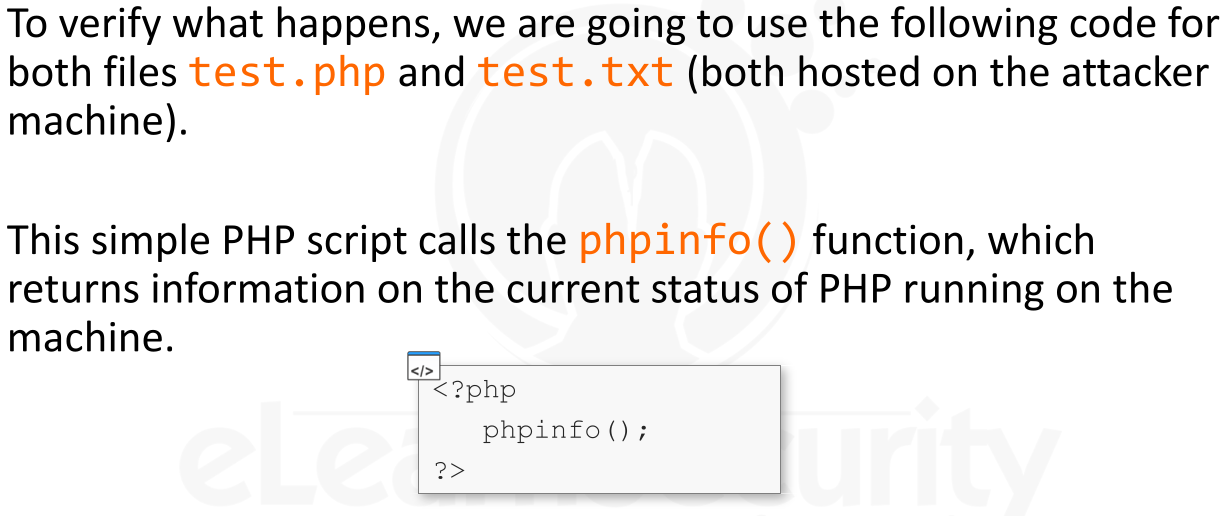 To verify what happens, we are going to use the following code for
both files test.php and test.txt (both hosted on the attacker
machine).
This simple PHP script calls the phpinfo() function, which
returns information on the current status of PHP running on the
machine.
</>
<?php
phpinfo();
?>
eLearnSecurity